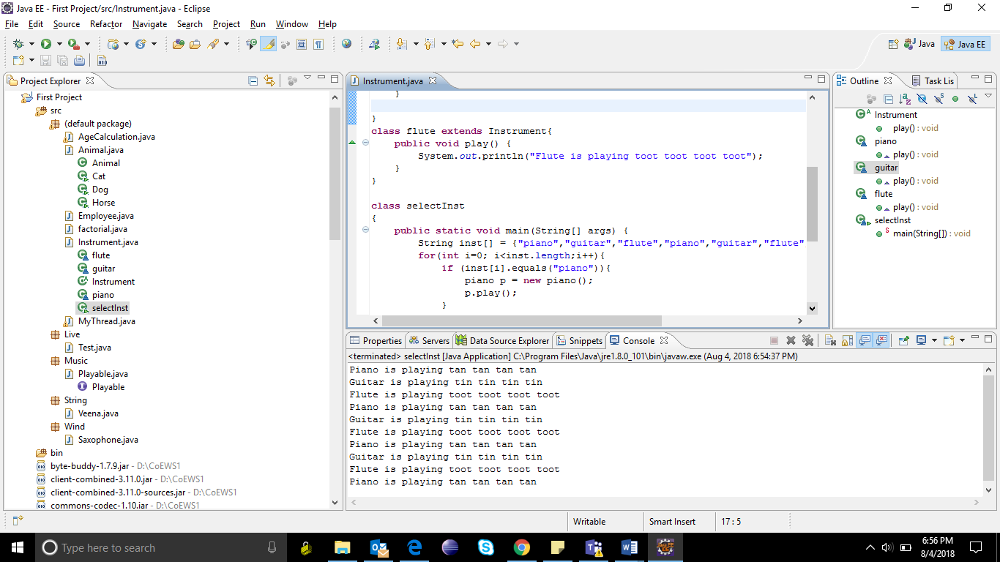 Java EE - First Project/src/Instrument.java - Eclipse
File Edit Source Refactor Navigate Search Project Run Window Help
Java Java EE
Project Explorer
First Project
src
(default package)
AgeCalculation.java
Animal.java
Animal
Cat
Dog
Horse
Employee.java
factorial.java
Instrument.java
flute
guitar
Instrument
piano
selectInst
MyThread.java
Live
Test.java
Music
Playable.java
Playable
String
Veena.java
Wind
Saxophone.java
bin
byte-buddy-1.7.9.jar - D:\CoEWS1
client-combined-3.11.0.jar - D:\CoEWS1
client-combined-3.11.0-sources.jar - D:\CoEWS1
commons-codec-1.10.jar - D:\CoEWS1
Instrument.java
}
}
class flute extends Instrument{
public void play() {
System.out.println("Flute is playing toot toot toot toot");
}
}
class selectInst
{
public static void main(String[] args) {
String inst[] = {"piano","guitar","flute","piano","guitar","flute"
for(int i=0; i<inst.length;i++){
if (inst[i].equals("piano")){
piano p = new piano();
p.play();
}
Outline Task Lis
Instrument
play() : void
piano
play() : void
guitar
play() : void
flute
play() : void
selectInst
main(String[]) : void
Properties Servers Data Source Explorer Snippets Console
<terminated> selectInst [Java Application] C:\Program Files\Java\jre1.8.0_101\bin\javaw.exe (Aug 4, 2018 6:54:37 PM)
Piano is playing tan tan tan tan
Guitar is playing tin tin tin tin
Flute is playing toot toot toot toot
Piano is playing tan tan tan tan
Guitar is playing tin tin tin tin
Flute is playing toot toot toot toot
Piano is playing tan tan tan tan
Guitar is playing tin tin tin tin
Flute is playing toot toot toot toot
Piano is playing tan tan tan tan
Writable Smart Insert 17 : 5
Type here to search
6:56 PM
8/4/2018